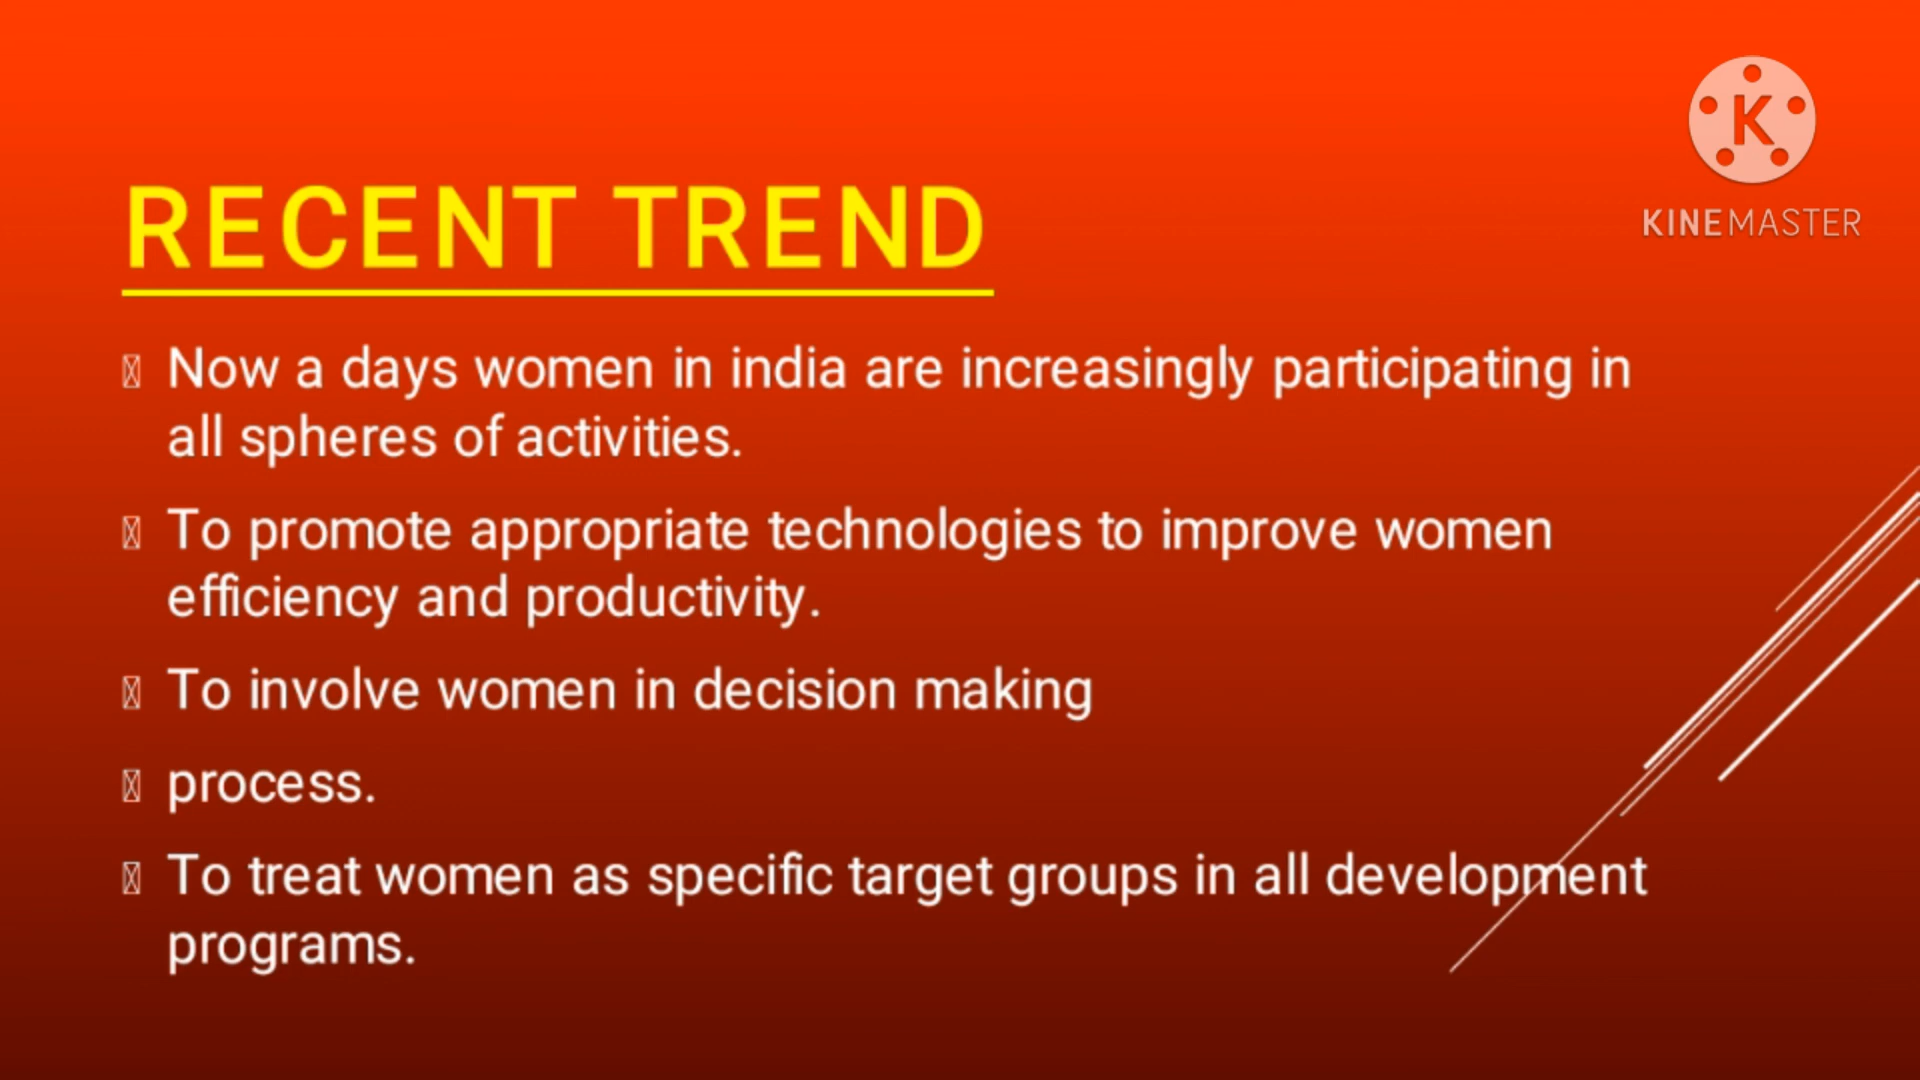 K
KINEMASTER
RECENT TREND
Now a days women in india are increasingly participating in
all spheres of activities.
To promote appropriate technologies to improve women
efficiency and productivity.
To involve women in decision making
process.
To treat women as specific target groups in all development
programs.